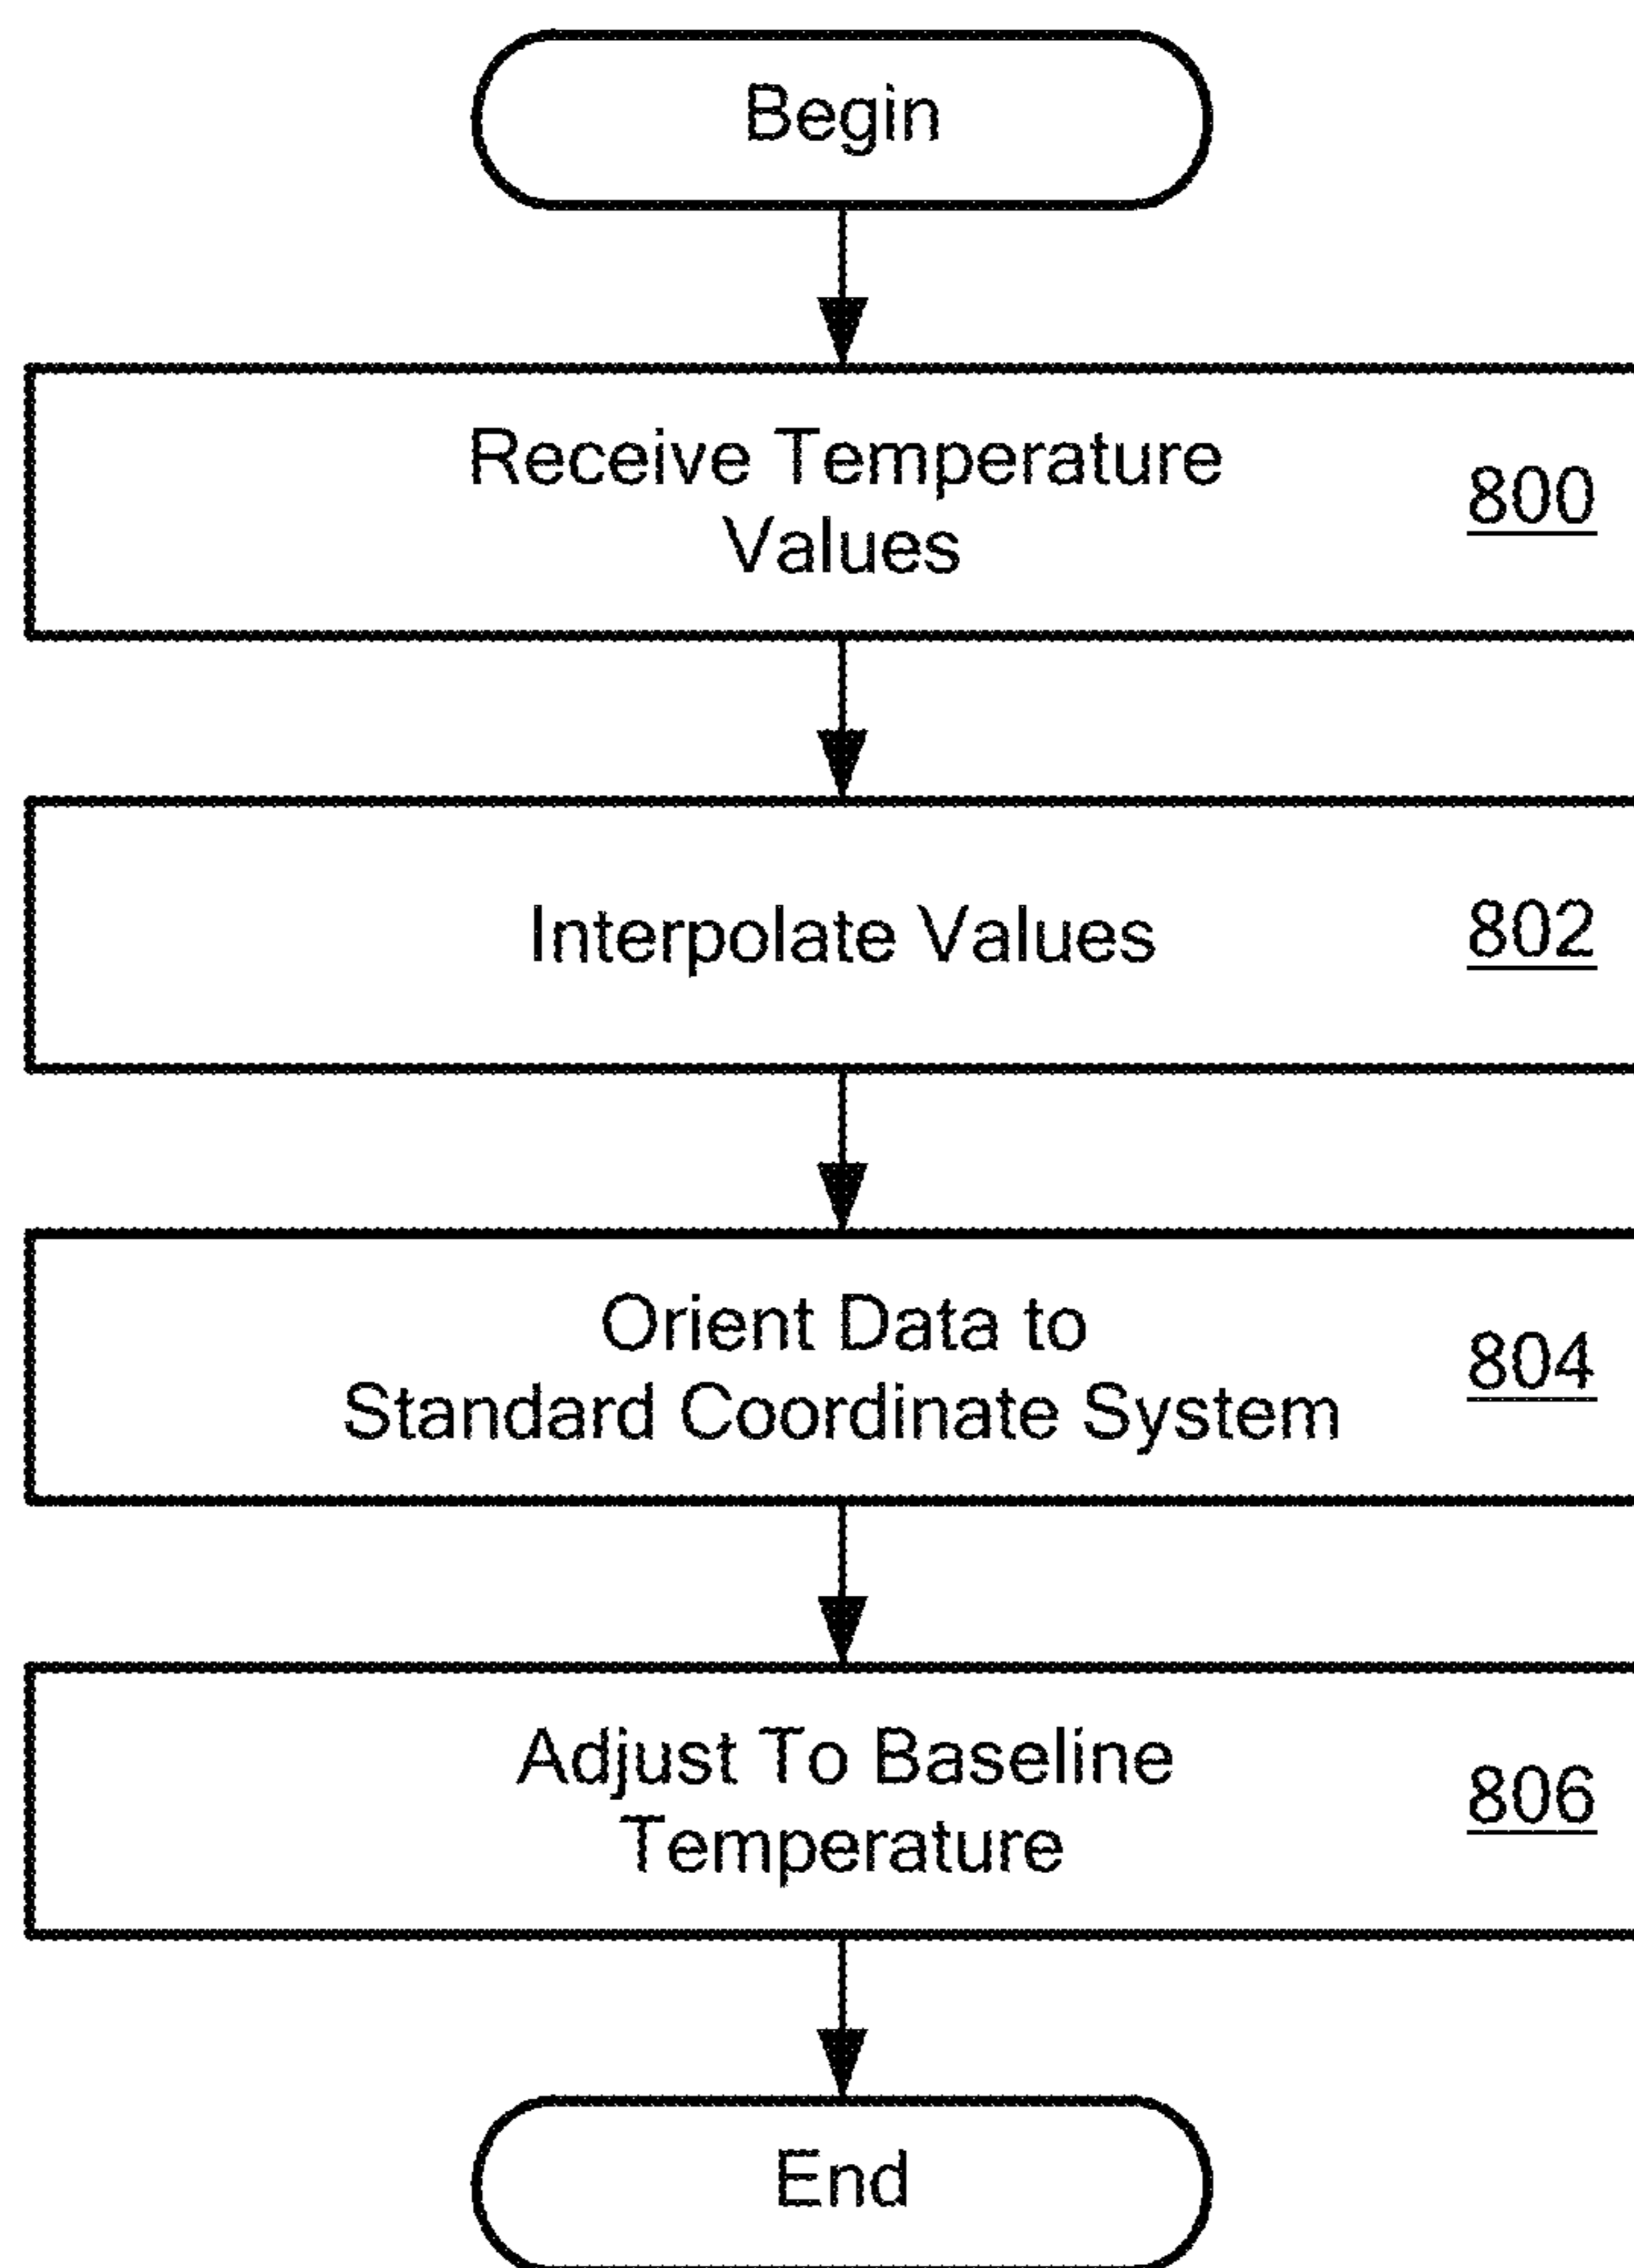 Begin
Receive Temperature
Values
800
Interpolate Values
802
Orient Data to
Standard Coordinate System
804
Adjust To Baseline
Temperature
806
End